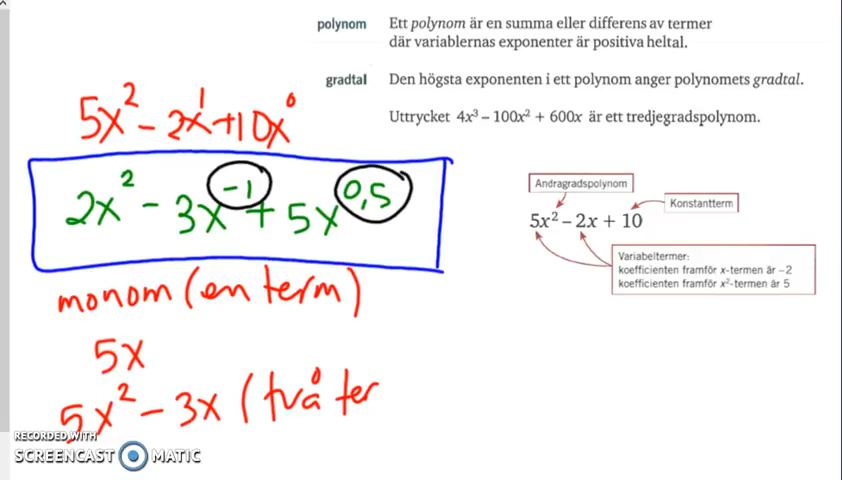 polynom Ett polynom är en summa eller differens av termer
där variablernas exponenter är positiva heltal.
gradtal Den högsta exponenten i ett polynom anger polynomets gradtal.
Uttrycket 4x³ – 100x² + 600x är ett tredjegradspolynom.
5x² – 2x¹ + 10x⁰
2x² – 3x⁻¹ + 5x⁰,⁵
monom (en term)
5x
5x² – 3x (två ter
Andragradspolynom
Konstantterm
5x² – 2x + 10
Variabeltermer:
koefficienten framför x-termen är –2
koefficienten framför x²-termen är 5
RECORDED WITH
SCREENCAST MATIC